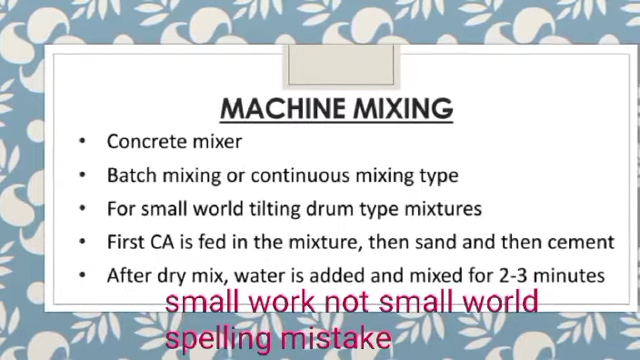 MACHINE MIXING
• Concrete mixer
• Batch mixing or continuous mixing type
• For small world tilting drum type mixtures
• First CA is fed in the mixture, then sand and then cement
• After dry mix, water is added and mixed for 2-3 minutes
small work not small world
spelling mistake